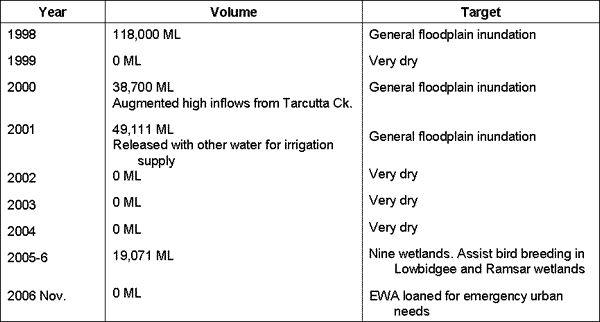 Year Volume Target
1998 118,000 ML General floodplain inundation
1999 0 ML Very dry
2000 38,700 ML General floodplain inundation
Augmented high inflows from Tarcutta Ck.
2001 49,111 ML General floodplain inundation
Released with other water for irrigation
supply
2002 0 ML Very dry
2003 0 ML Very dry
2004 0 ML Very dry
2005-6 19,071 ML Nine wetlands. Assist bird breeding in
Lowbidgee and Ramsar wetlands
2006 Nov. 0 ML EWA loaned for emergency urban
needs